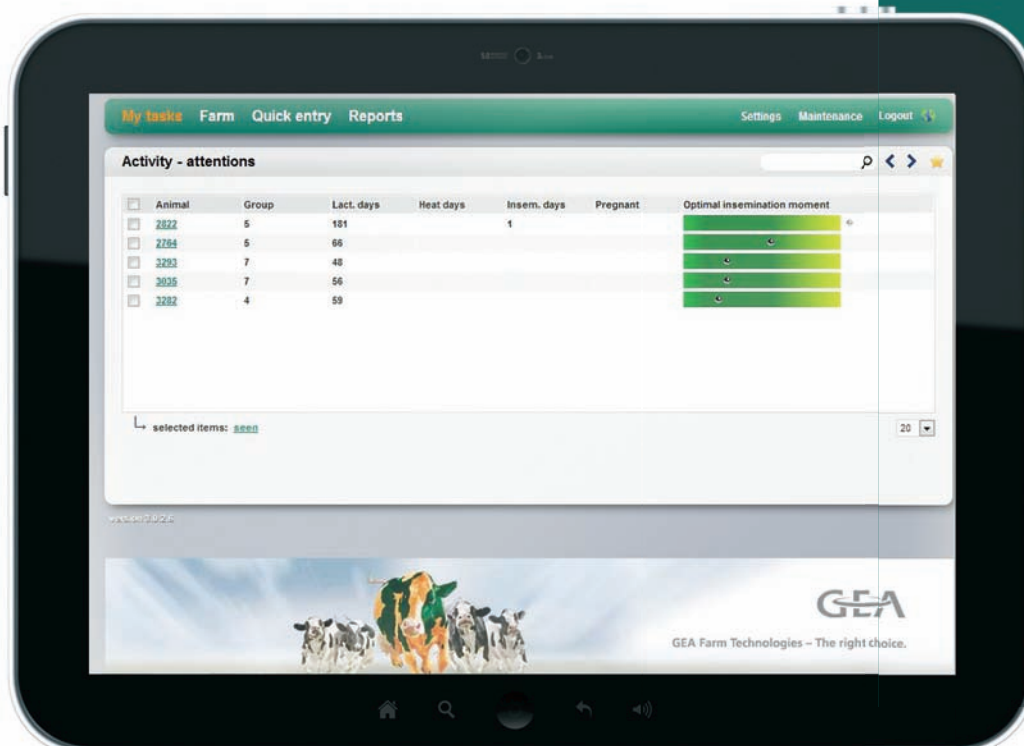 My tasks Farm Quick entry Reports Settings Maintenance Logout
Activity - attentions
Animal Group Lact. days Heat days Insem. days Pregnant Optimal insemination moment
2822 5 181 1
2764 5 66
3293 7 48
3035 7 56
3282 4 59
selected items: seen
20
GEA
GEA Farm Technologies – The right choice.